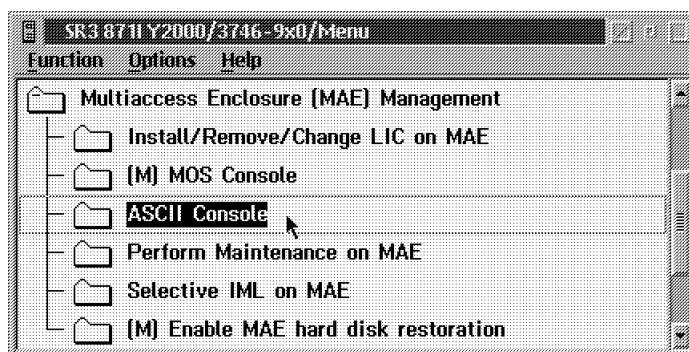 SR3 871I Y2000/3746-9x0/Menu
Function Options Help
Multiaccess Enclosure (MAE) Management
Install/Remove/Change LIC on MAE
(M) MOS Console
ASCII Console
Perform Maintenance on MAE
Selective IML on MAE
(M) Enable MAE hard disk restoration